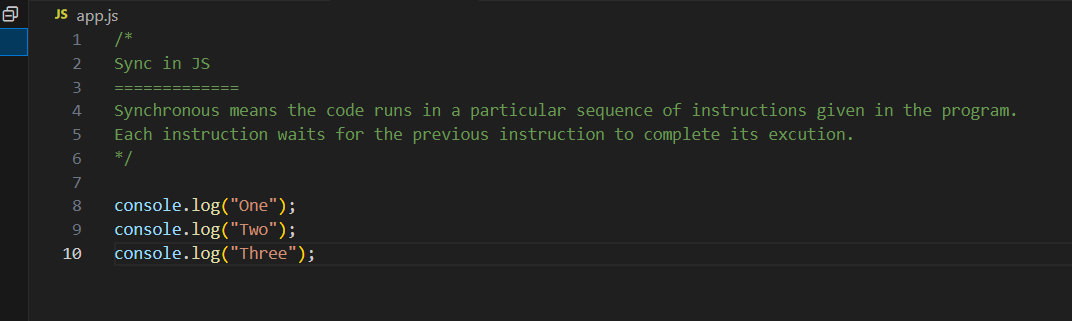 JS app.js
1 /*
2 Sync in JS
3 =============
4 Synchronous means the code runs in a particular sequence of instructions given in the program.
5 Each instruction waits for the previous instruction to complete its excution.
6 */
7
8 console.log("One");
9 console.log("Two");
10 console.log("Three");